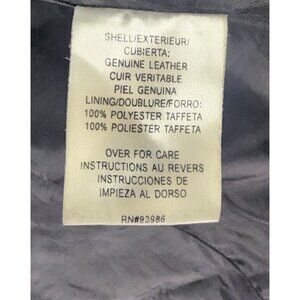 SHELL/EXTERIEUR/
CUBIERTA:
GENUINE LEATHER
CUIR VERITABLE
PIEL GENUINA
LINING/DOUBLURE/FORRO:
100% POLYESTER TAFFETA
100% POLIESTER TAFFETA
OVER FOR CARE
INSTRUCTIONS AU REVERS
INSTRUCCIONES DE
IMPIEZA AL DORSO
RN#93986